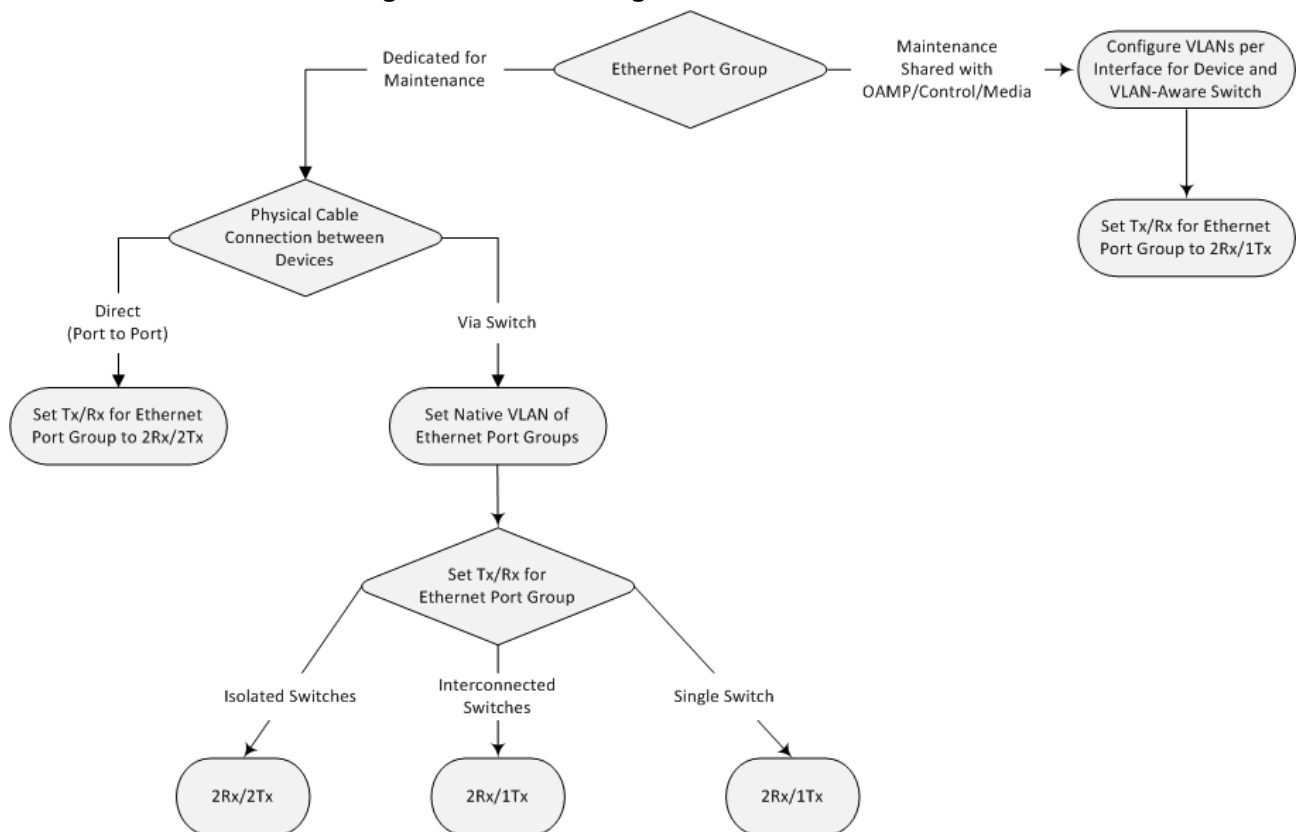 Dedicated for
Maintenance
Ethernet Port Group
Maintenance
Shared with
OAMP/Control/Media
Configure VLANs per
Interface for Device and
VLAN-Aware Switch
Set Tx/Rx for Ethernet
Port Group to 2Rx/1Tx
Physical Cable
Connection between
Devices
Direct
(Port to Port)
Via Switch
Set Tx/Rx for Ethernet
Port Group to 2Rx/2Tx
Set Native VLAN of
Ethernet Port Groups
Set Tx/Rx for
Ethernet Port Group
Isolated Switches
Interconnected
Switches
Single Switch
2Rx/2Tx
2Rx/1Tx
2Rx/1Tx